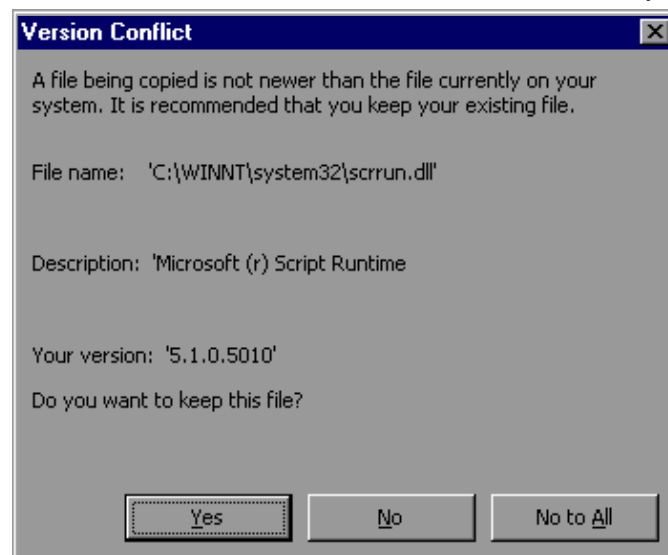 Version Conflict
A file being copied is not newer than the file currently on your
system. It is recommended that you keep your existing file.
File name: 'C:\WINNT\system32\scrrun.dll'
Description: 'Microsoft (r) Script Runtime
Your version: '5.1.0.5010'
Do you want to keep this file?
Yes No No to All